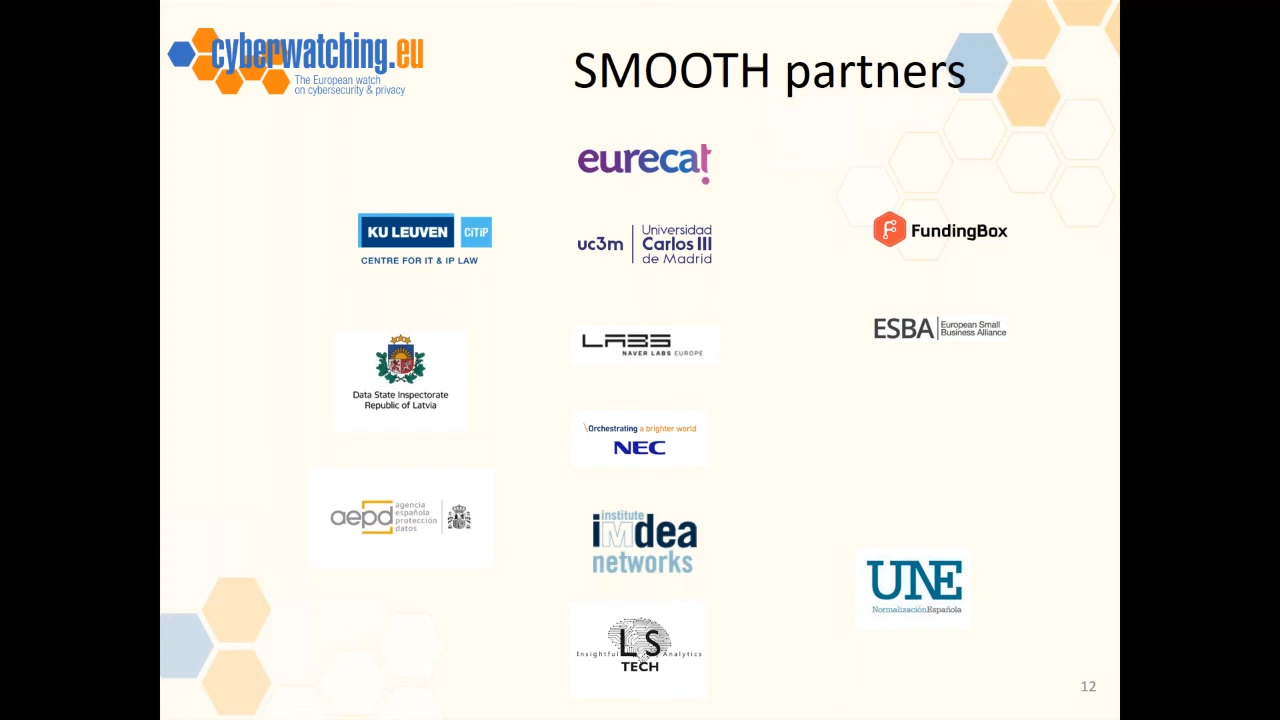 cyberwatching.eu
The European watch
on cybersecurity & privacy
SMOOTH partners
eurecat
KU LEUVEN CiTiP
CENTRE FOR IT & IP LAW
uc3m
Universidad
Carlos III
de Madrid
FundingBox
Data State Inspectorate
Republic of Latvia
LABS
NAVER LABS EUROPE
ESBA
European Small
Business Alliance
\Orchestrating a brighter world
NEC
aepd
agencia
española
protección
datos
institute
imdea
networks
UNE
Normalización Española
LS
Insightful Analytics
TECH
12